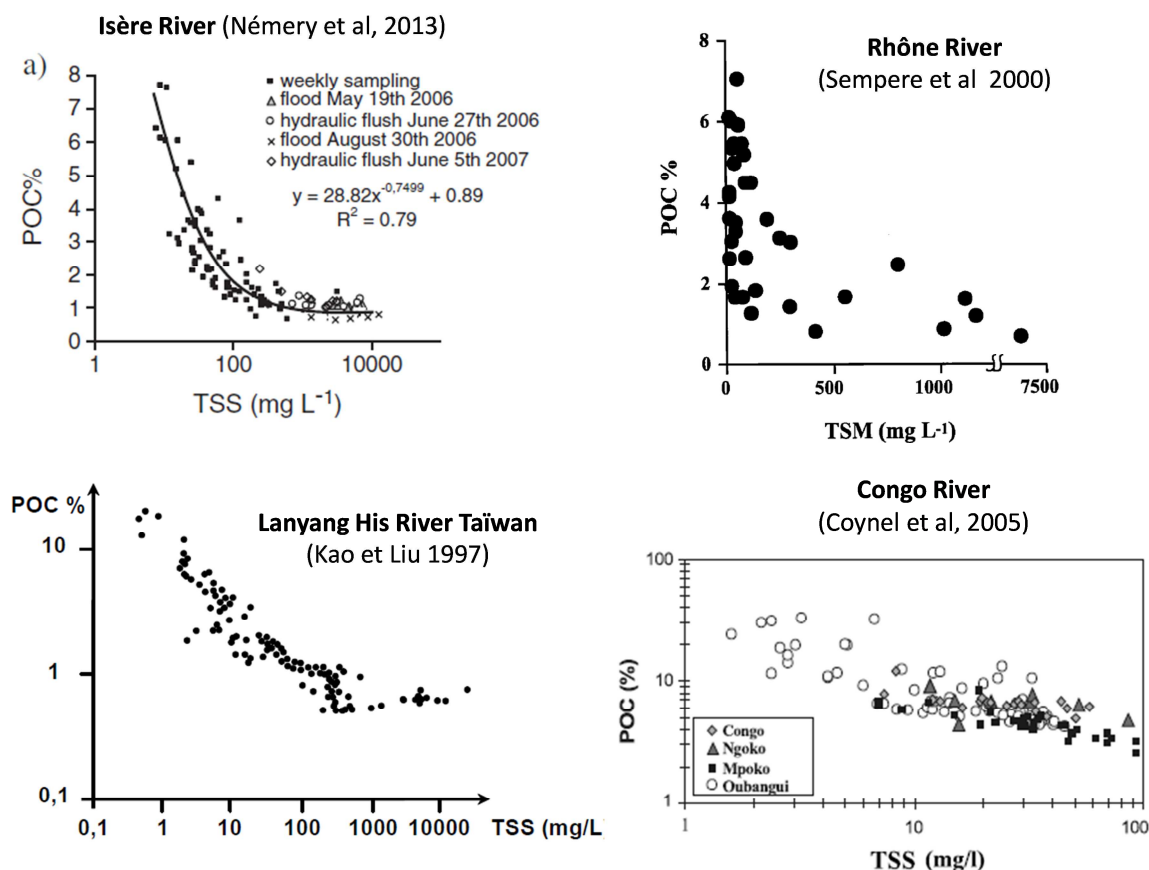 Isère River (Némery et al, 2013)
a)
8
7
6
5
4
3
2
1
0
POC%
weekly sampling
flood May 19th 2006
hydraulic flush June 27th 2006
flood August 30th 2006
hydraulic flush June 5th 2007
y = 28.82x-0,7499 + 0.89
R2 = 0.79
1 100 10000
TSS (mg L-1)
Rhône River
(Sempere et al 2000)
8
6
4
2
0
POC %
0 500 1000 7500
TSM (mg L-1)
POC %
Lanyang His River Taïwan
(Kao et Liu 1997)
10
1
0,1
0,1 1 10 100 1000 10000 TSS (mg/L
Congo River
(Coynel et al, 2005)
100
10
1
POC (%)
Congo
Ngoko
Mpoko
Oubangui
1 10 100
TSS (mg/l)